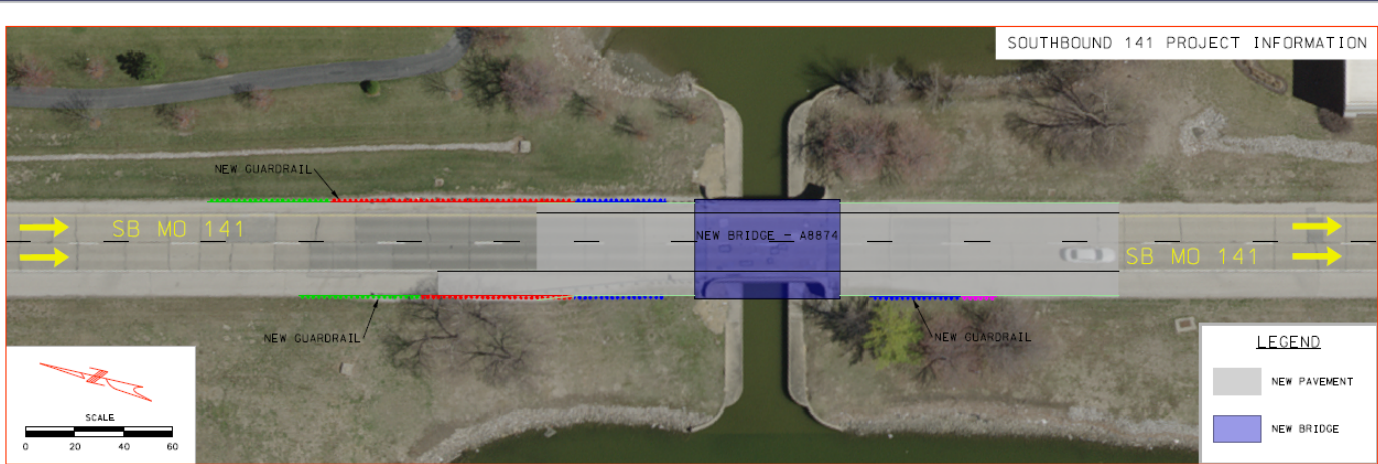 SOUTHBOUND 141 PROJECT INFORMATION
NEW GUARDRAIL
SB MO 141
NEW BRIDGE - A8874
SB MO 141
NEW GUARDRAIL
NEW GUARDRAIL
LEGEND
NEW PAVEMENT
NEW BRIDGE
SCALE
0 20 40 60